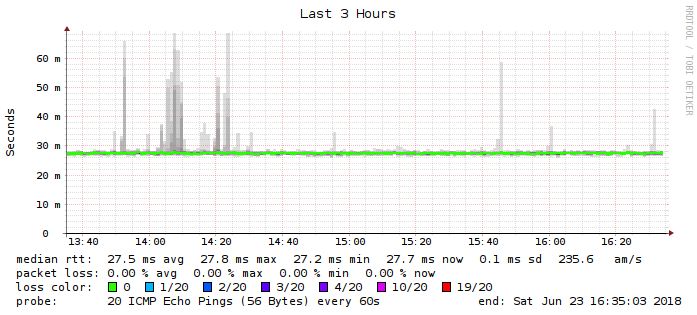 Last 3 Hours
RRDTOOL / TOBI OETIKER
Seconds
60 m
50 m
40 m
30 m
20 m
10 m
0
13:40 14:00 14:20 14:40 15:00 15:20 15:40 16:00 16:20
median rtt: 27.5 ms avg 27.8 ms max 27.2 ms min 27.7 ms now 0.1 ms sd 235.6 am/s
packet loss: 0.00 % avg 0.00 % max 0.00 % min 0.00 % now
loss color: 0 1/20 2/20 3/20 4/20 10/20 19/20
probe: 20 ICMP Echo Pings (56 Bytes) every 60s end: Sat Jun 23 16:35:03 2018